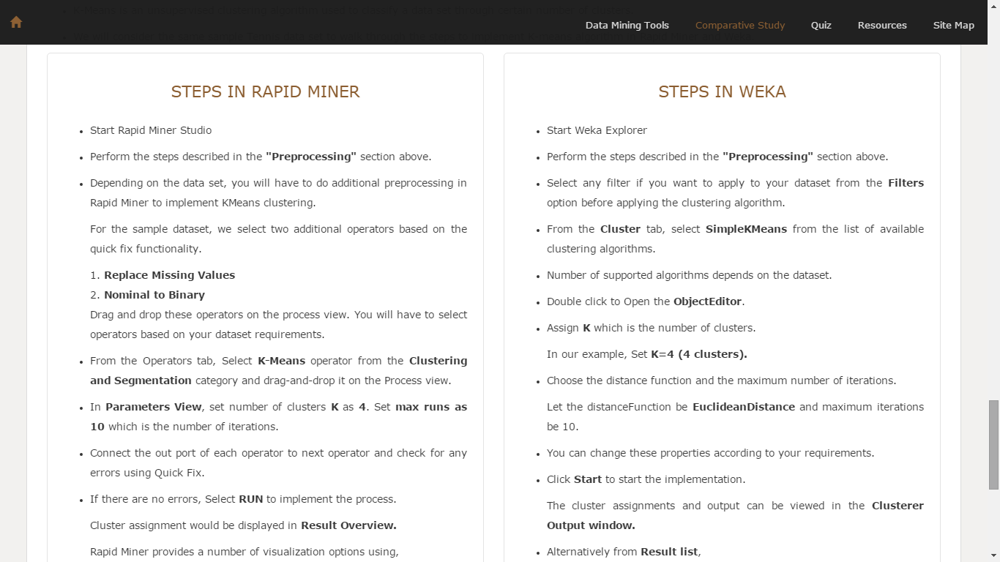 Data Mining Tools
Comparative Study
Quiz
Resources
Site Map
STEPS IN RAPID MINER
• Start Rapid Miner Studio
• Perform the steps described in the "Preprocessing" section above.
• Depending on the data set, you will have to do additional preprocessing in
Rapid Miner to implement KMeans clustering.
For the sample dataset, we select two additional operators based on the
quick fix functionality.
1. Replace Missing Values
2. Nominal to Binary
Drag and drop these operators on the process view. You will have to select
operators based on your dataset requirements.
• From the Operators tab, Select K-Means operator from the Clustering
and Segmentation category and drag-and-drop it on the Process view.
• In Parameters View, set number of clusters K as 4. Set max runs as
10 which is the number of iterations.
• Connect the out port of each operator to next operator and check for any
errors using Quick Fix.
• If there are no errors, Select RUN to implement the process.
Cluster assignment would be displayed in Result Overview.
Rapid Miner provides a number of visualization options using,
STEPS IN WEKA
• Start Weka Explorer
• Perform the steps described in the "Preprocessing" section above.
• Select any filter if you want to apply to your dataset from the Filters
option before applying the clustering algorithm.
• From the Cluster tab, select SimpleKMeans from the list of available
clustering algorithms.
• Number of supported algorithms depends on the dataset.
• Double click to Open the ObjectEditor.
• Assign K which is the number of clusters.
In our example, Set K=4 (4 clusters).
• Choose the distance function and the maximum number of iterations.
Let the distanceFunction be EuclideanDistance and maximum iterations
be 10.
• You can change these properties according to your requirements.
• Click Start to start the implementation.
The cluster assignments and output can be viewed in the Clusterer
Output window.
• Alternatively from Result list,